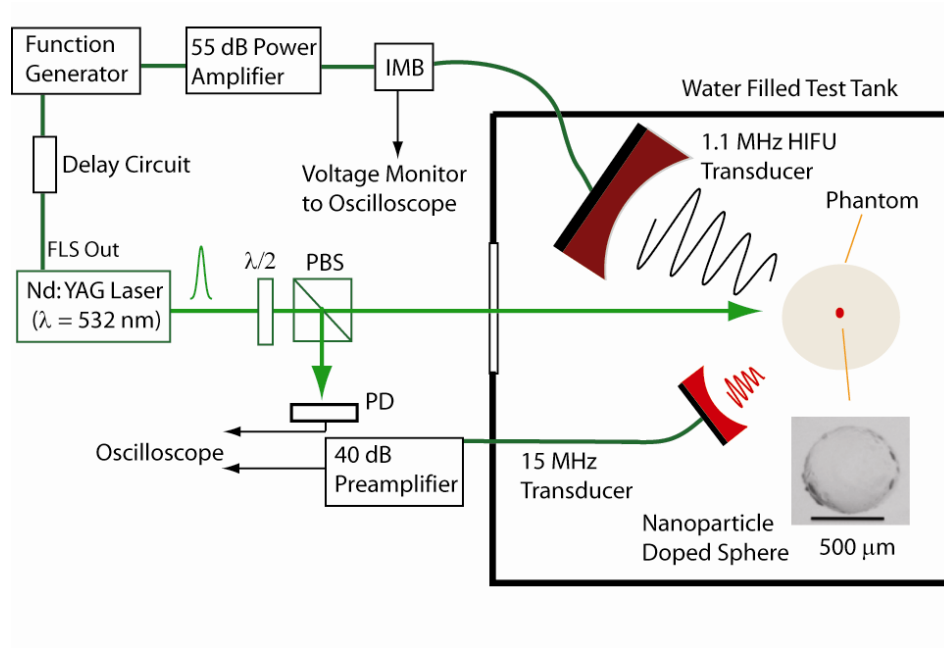 Function
Generator
55 dB Power
Amplifier
IMB
Water Filled Test Tank
Delay Circuit
Voltage Monitor
to Oscilloscope
1.1 MHz HIFU
Transducer
Phantom
FLS Out
λ/2
PBS
Nd: YAG Laser
(λ = 532 nm)
PD
Oscilloscope
40 dB
Preamplifier
15 MHz
Transducer
Nanoparticle
Doped Sphere
500 μm